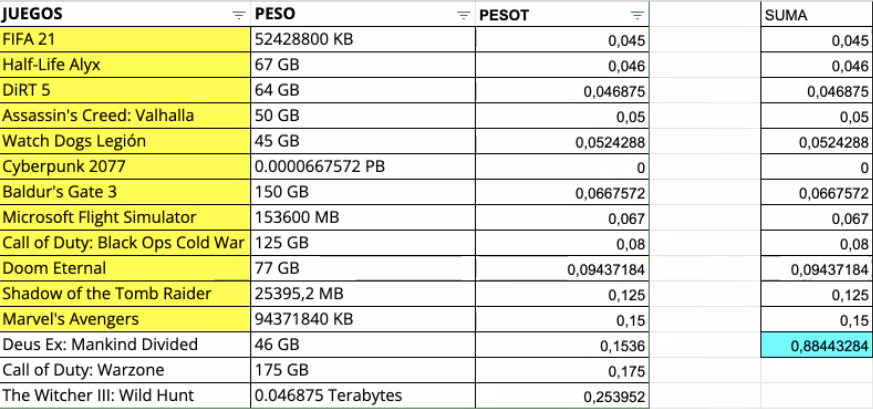 JUEGOS PESO PESOT SUMA
FIFA 21 52428800 KB 0,045 0,045
Half-Life Alyx 67 GB 0,046 0,046
DiRT 5 64 GB 0,046875 0,046875
Assassin's Creed: Valhalla 50 GB 0,05 0,05
Watch Dogs Legión 45 GB 0,0524288 0,0524288
Cyberpunk 2077 0.0000667572 PB 0 0
Baldur's Gate 3 150 GB 0,0667572 0,0667572
Microsoft Flight Simulator 153600 MB 0,067 0,067
Call of Duty: Black Ops Cold War 125 GB 0,08 0,08
Doom Eternal 77 GB 0,09437184 0,09437184
Shadow of the Tomb Raider 25395,2 MB 0,125 0,125
Marvel's Avengers 94371840 KB 0,15 0,15
Deus Ex: Mankind Divided 46 GB 0,1536 0,88443284
Call of Duty: Warzone 175 GB 0,175
The Witcher III: Wild Hunt 0.046875 Terabytes 0,253952